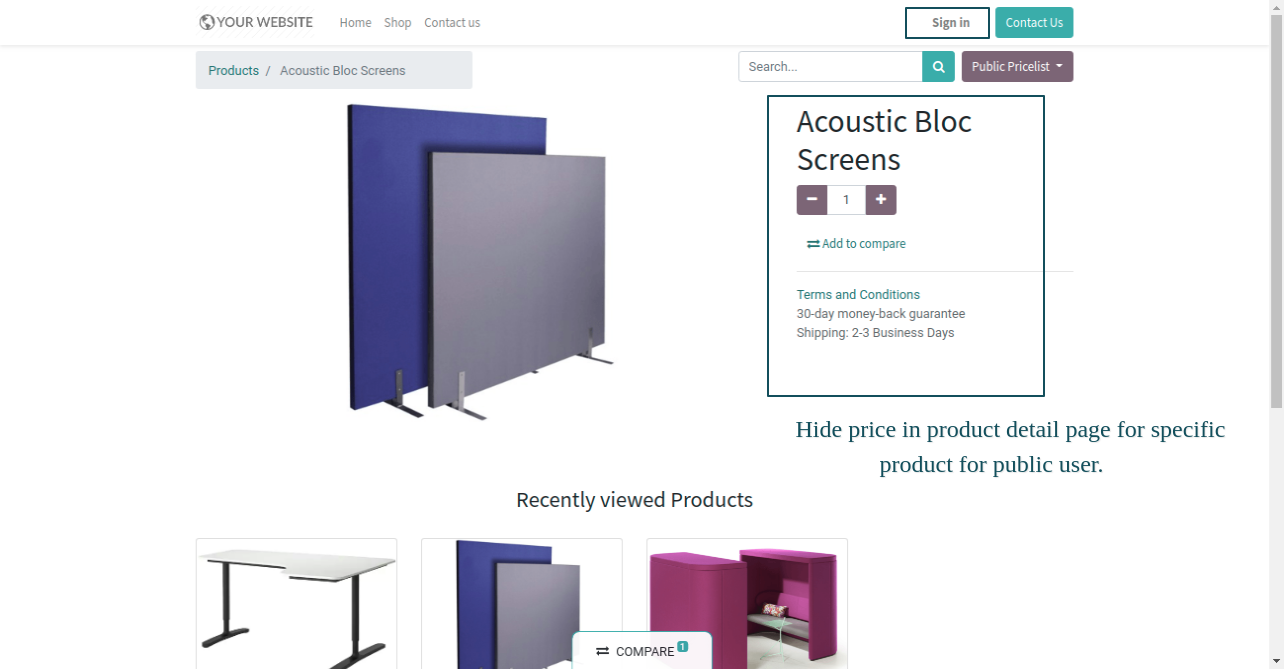 YOUR WEBSITE
Home Shop Contact us
Sign in
Contact Us
Products / Acoustic Bloc Screens
Search...
Public Pricelist
Acoustic Bloc
Screens
1
Add to compare
Terms and Conditions
30-day money-back guarantee
Shipping: 2-3 Business Days
Hide price in product detail page for specific
product for public user.
Recently viewed Products
COMPARE 1